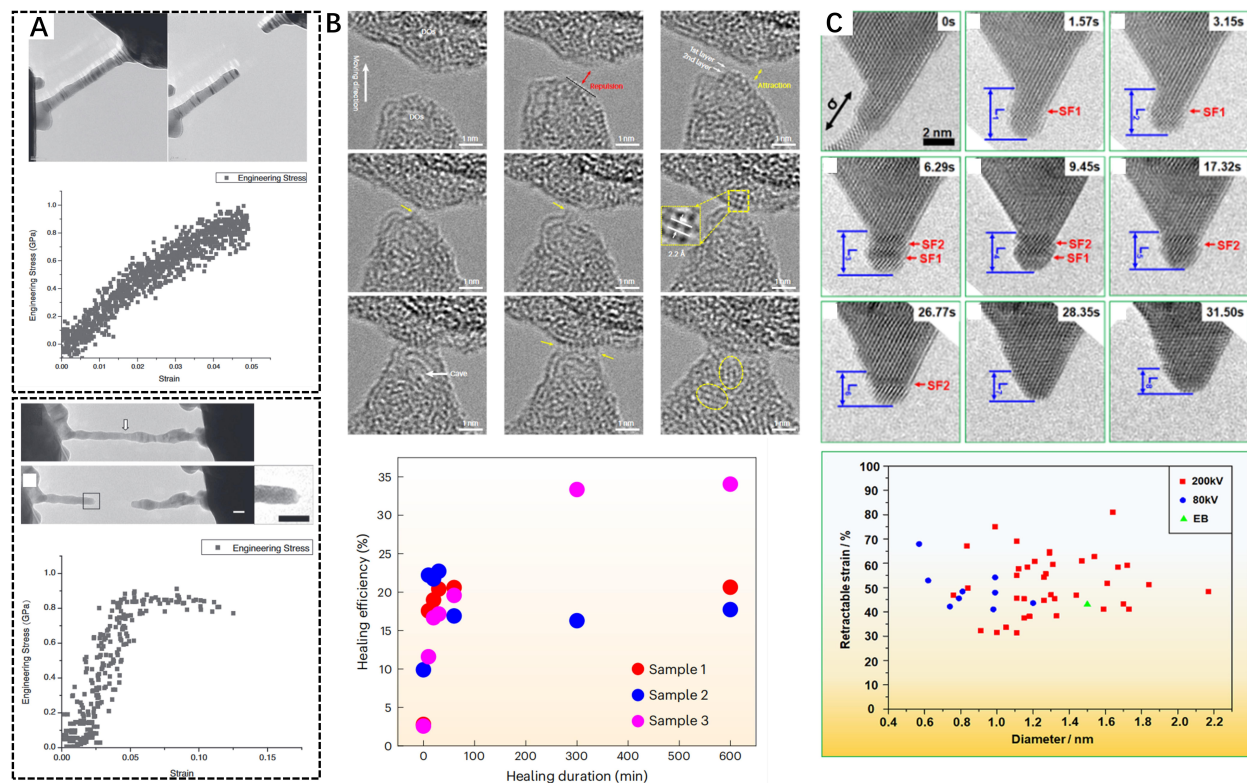 A
Engineering Stress
Engineering Stress (GPa)
1.0
0.8
0.6
0.4
0.2
0.0
0.00
0.01
0.02
0.03
0.04
0.05
Strain
Engineering Stress
Engineering Stress (GPa)
1.0
0.8
0.6
0.4
0.2
0.0
0.00
0.05
0.10
0.15
Strain
B
Moving direction
DOs
DOs
1 nm
Repulsion
1 nm
1st layer
2nd layer
Attraction
1 nm
1 nm
1 nm
2.2 Å
1 nm
Cave
1 nm
1 nm
1 nm
Healing efficiency (%)
35
30
25
20
15
10
5
0
Sample 1
Sample 2
Sample 3
0
100
200
300
400
500
600
Healing duration (min)
C
0s
σ
2 nm
1.57s
L1
SF1
3.15s
L2
SF1
6.29s
L3
SF2
SF1
9.45s
L4
SF2
SF1
17.32s
L5
SF2
26.77s
L6
SF2
28.35s
L7
31.50s
L8
Retractable strain / %
100
90
80
70
60
50
40
30
20
10
0
200kV
80kV
EB
0.4
0.6
0.8
1.0
1.2
1.4
1.6
1.8
2.0
2.2
Diameter / nm